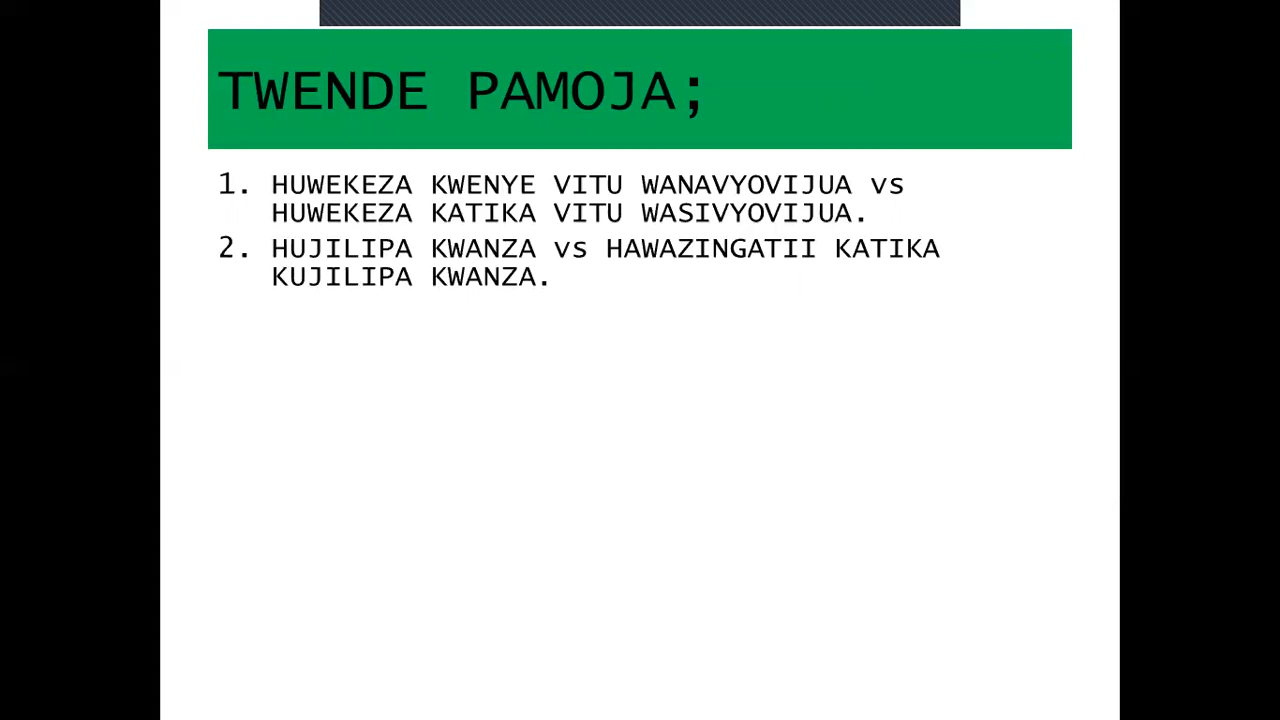 TWENDE PAMOJA;
1. HUWEKEZA KWENYE VITU WANAVYOVIJUA vs
HUWEKEZA KATIKA VITU WASIVYOVIJUA.
2. HUJILIPA KWANZA vs HAWAZINGATII KATIKA
KUJILIPA KWANZA.